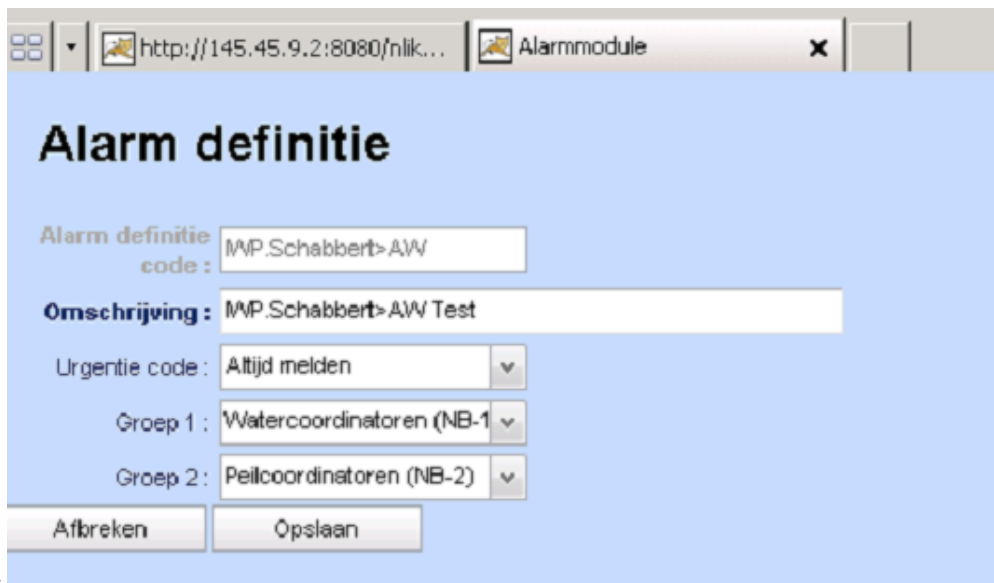 http://145.45.9.2:8080/nlik...
Alarmmodule
Alarm definitie
Alarm definitie code :
IWP.Schabbert>AW
Omschrijving : IWP.Schabbert>AW Test
Urgentie code : Altijd melden
Groep 1 : Watercoordinatoren (NB-1
Groep 2 : Peilcoordinatoren (NB-2)
Afbreken Opslaan